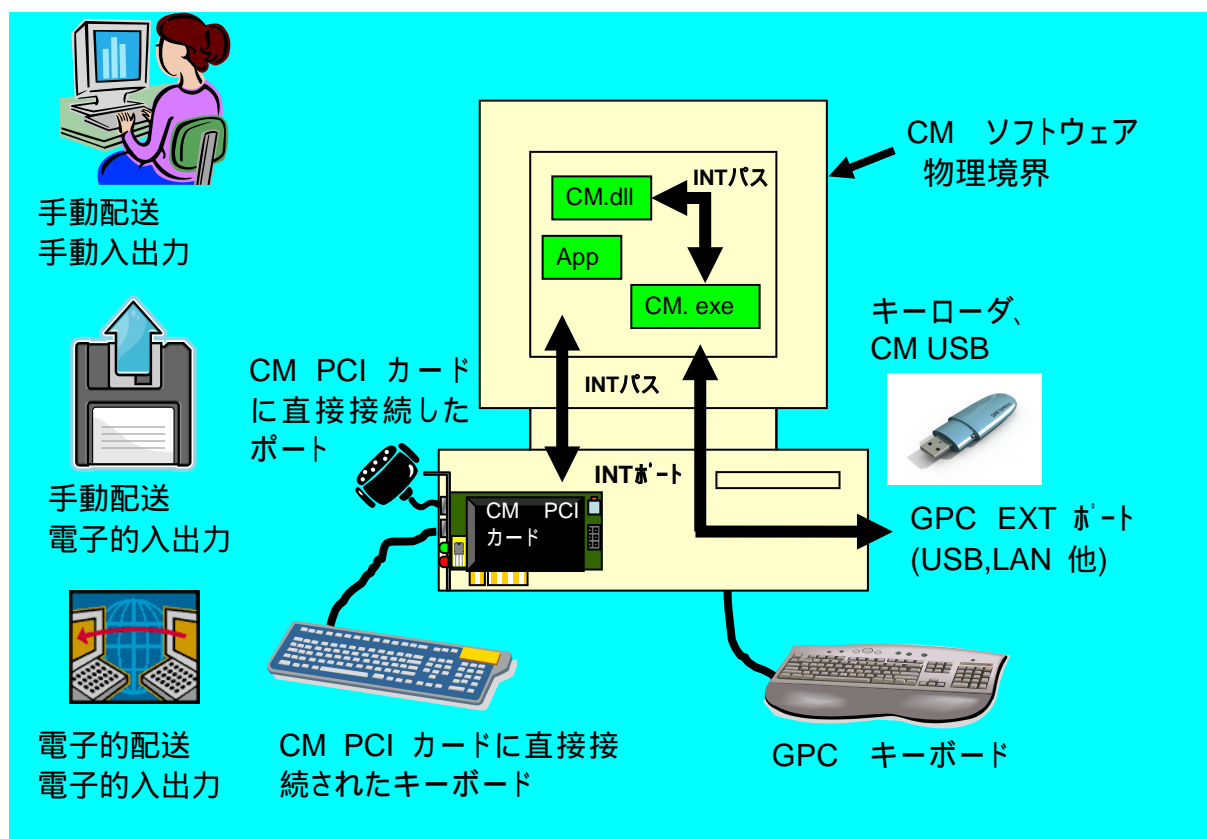 手動配送
手動入出力
手動配送
電子的入出力
電子的配送
電子的入出力
CM PCI カード
に直接接続した
ポート
CM PCI カードに直接接
続されたキーボード
INTパス
CM.dll
App
CM. exe
INTパス
INTﾎﾟｰﾄ
CM PCI
カード
CM ソフトウェア
物理境界
キーローダ、
CM USB
GPC EXT ﾎﾟｰﾄ
(USB,LAN 他)
GPC キーボード